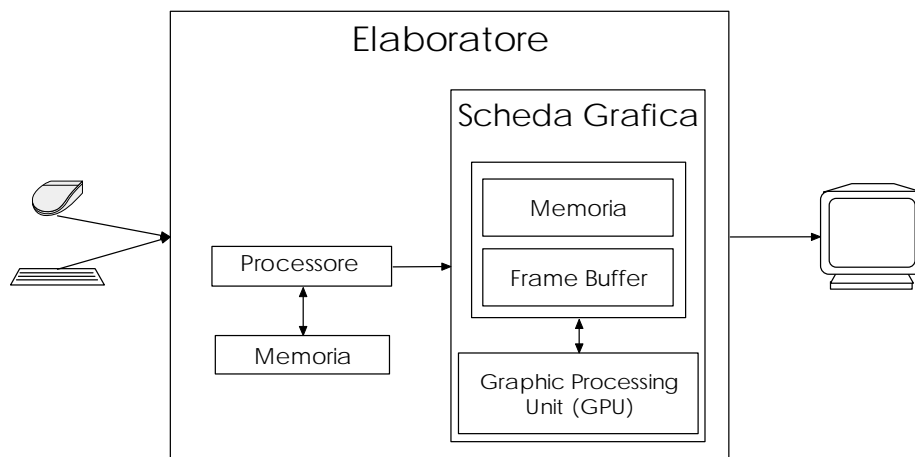 Elaboratore
Scheda Grafica
Memoria
Frame Buffer
Processore
Memoria
Graphic Processing
Unit (GPU)